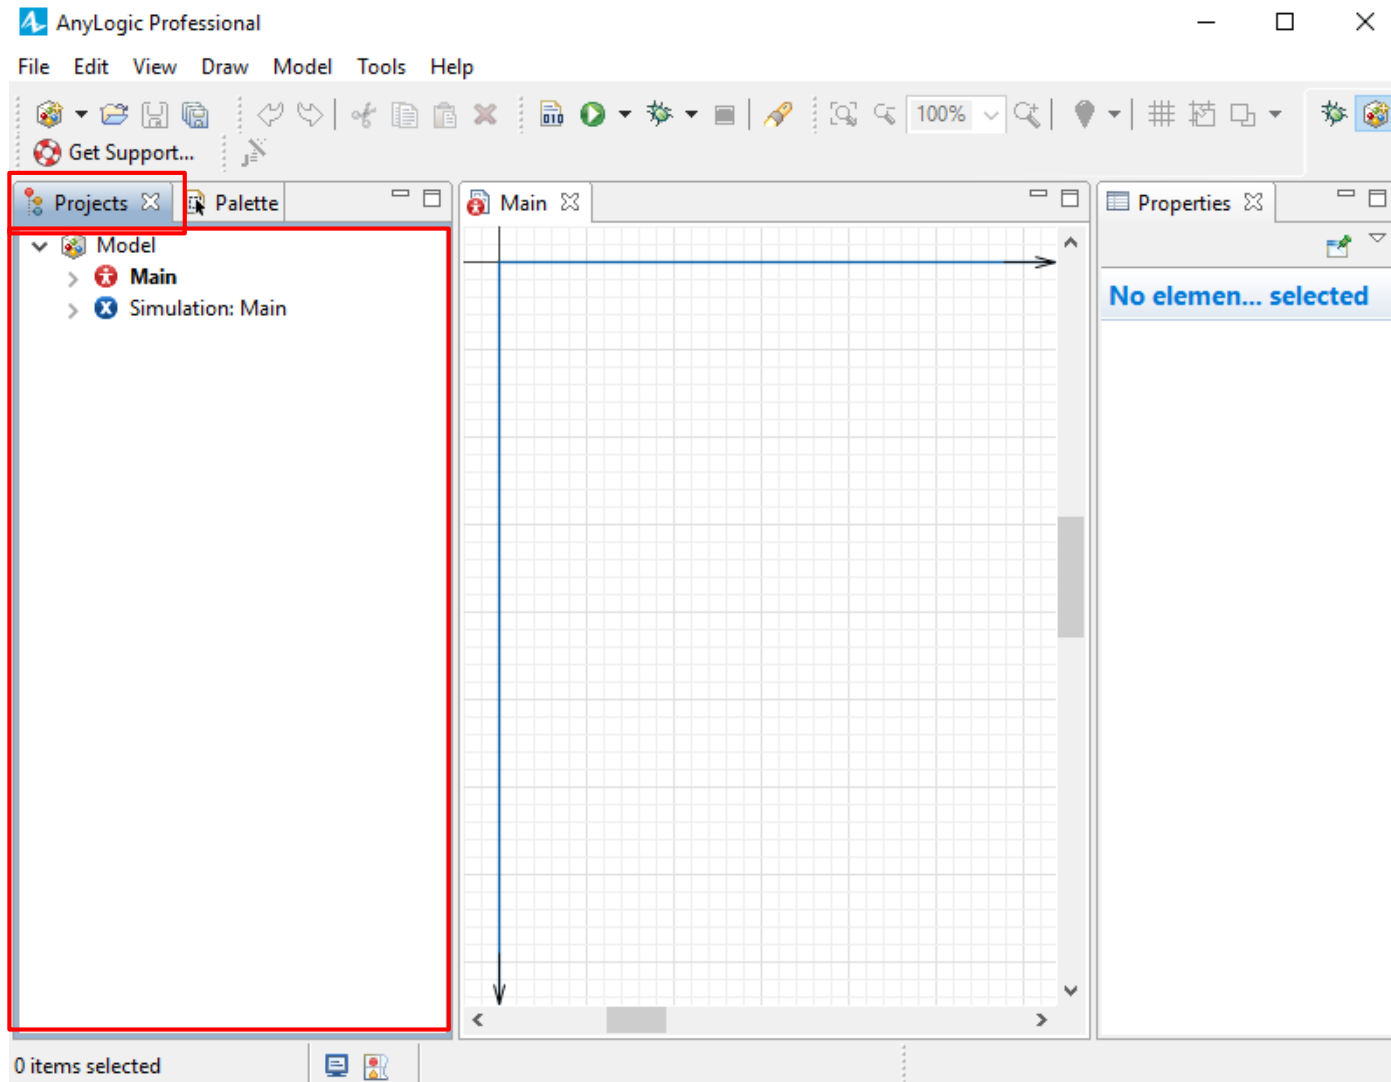 AnyLogic Professional
File Edit View Draw Model Tools Help
100%
Get Support...
Projects Palette
Main
Properties
Model
Main
Simulation: Main
No elemen... selected
0 items selected